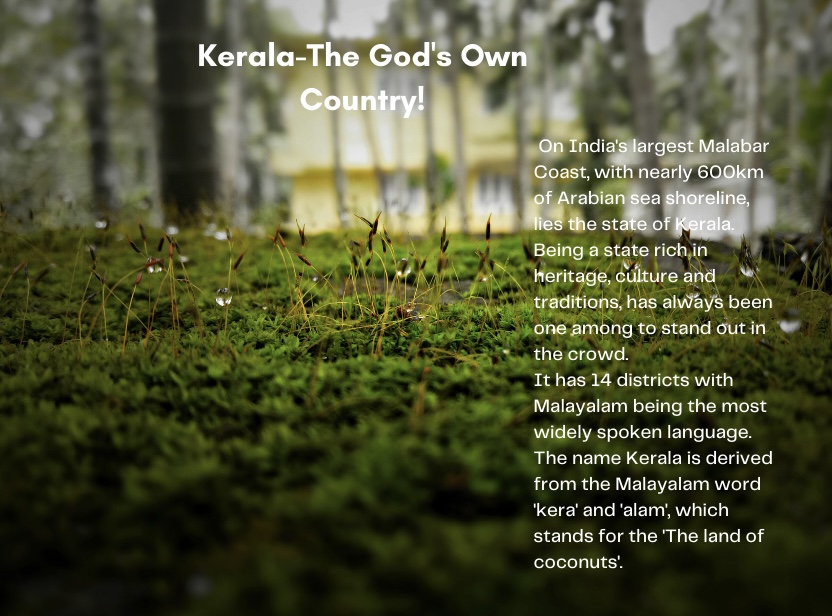 Kerala-The God's Own
Country!
On India's largest Malabar
Coast, with nearly 600km
of Arabian sea shoreline,
lies the state of Kerala.
Being a state rich in
heritage, culture and
traditions, has always been
one among to stand out in
the crowd.
It has 14 districts with
Malayalam being the most
widely spoken language.
The name Kerala is derived
from the Malayalam word
'kera' and 'alam', which
stands for the 'The land of
coconuts'.